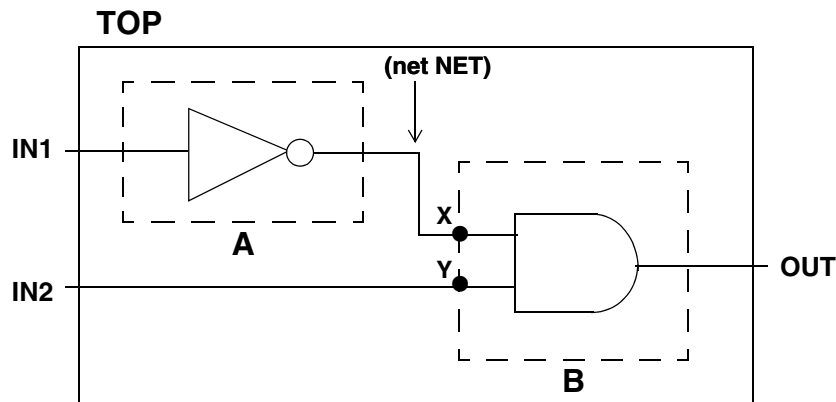 TOP
(net NET)
IN1
A
X
Y
IN2
OUT
B